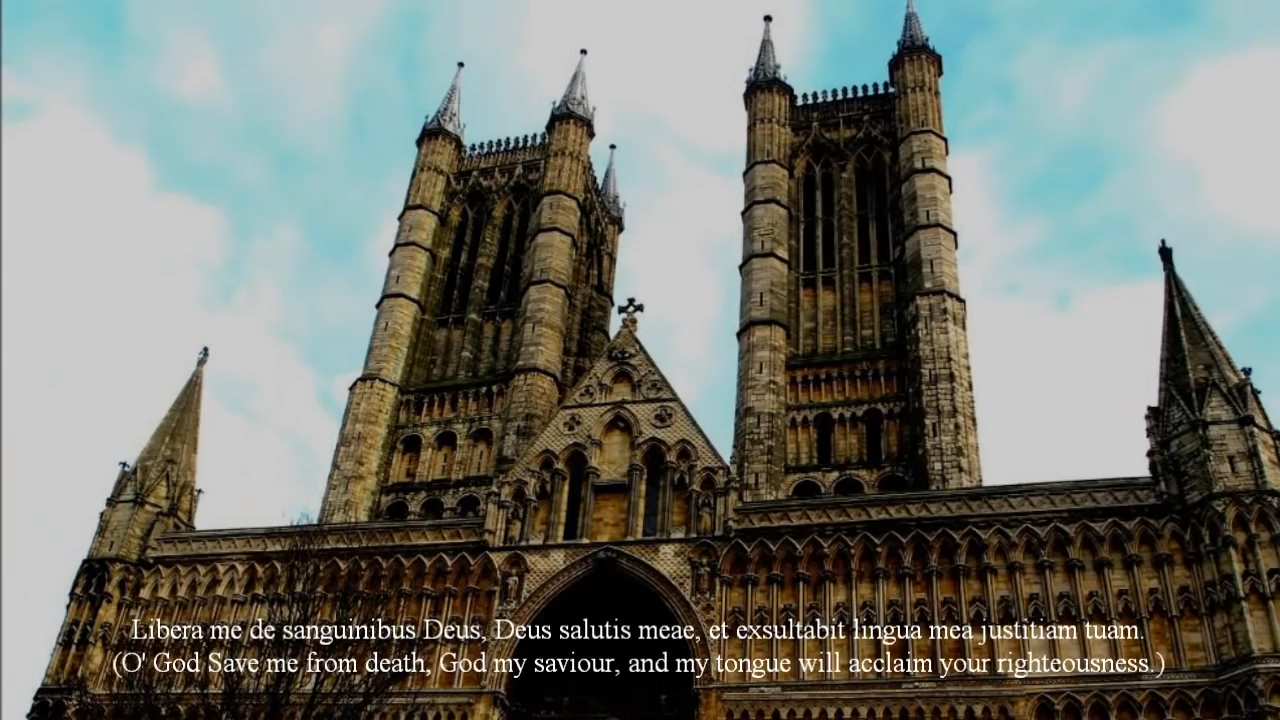 Libera me de sanguinibus Deus, Deus salutis meae, et exsultabit lingua mea justitiam tuam.
(O' God Save me from death, God my saviour, and my tongue will acclaim your righteousness.)